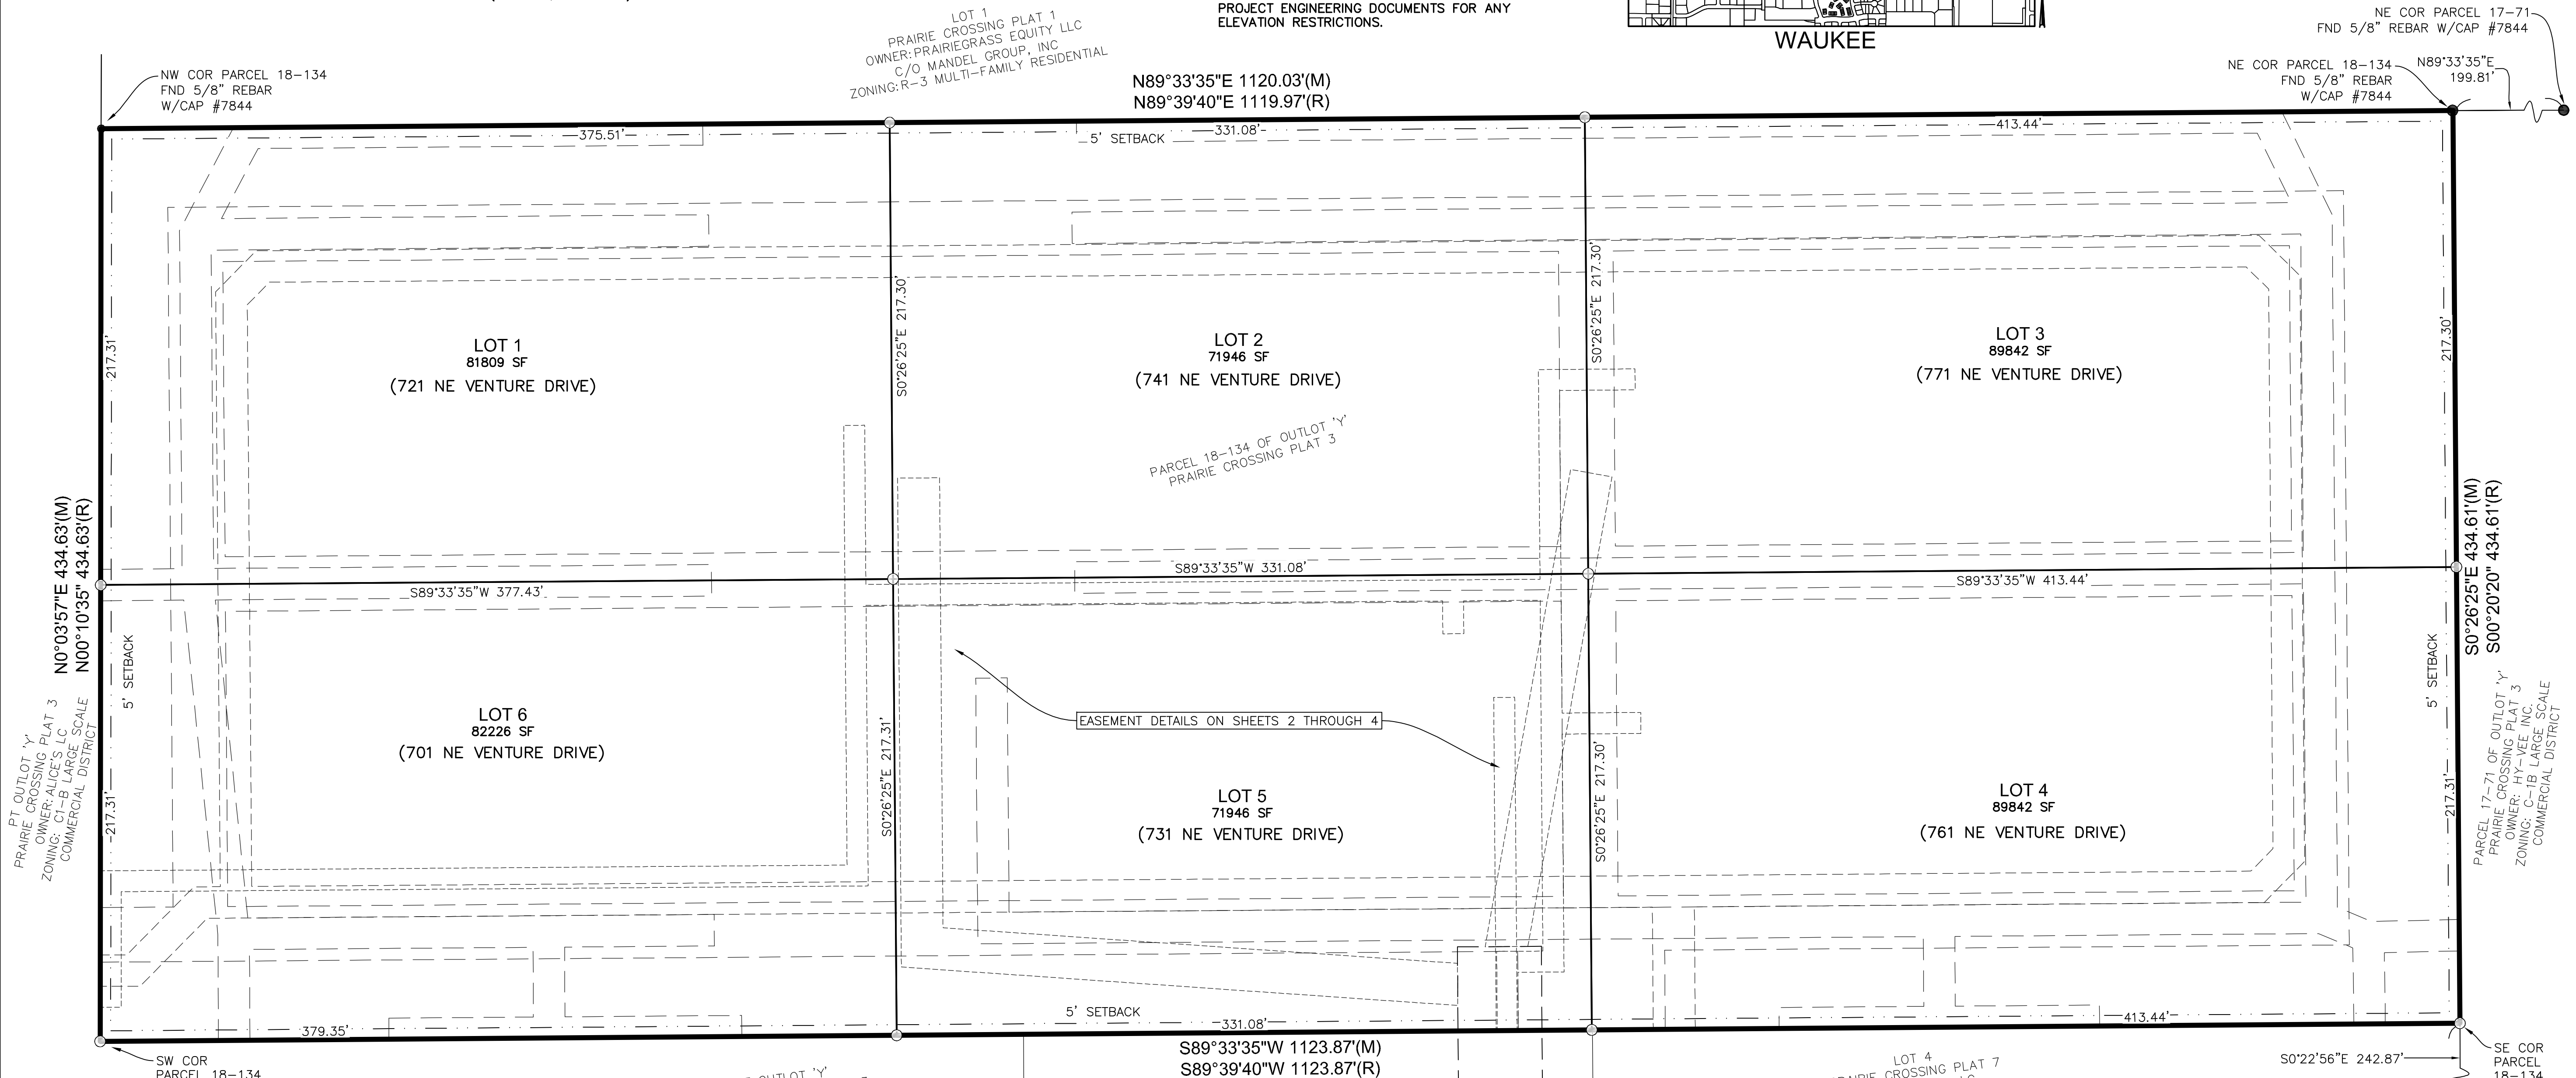 PROJECT ENGINEERING DOCUMENTS FOR ANY
ELEVATION RESTRICTIONS.
WAUKEE
NE COR PARCEL 17-71
FND 5/8" REBAR W/CAP #7844
LOT 1
PRAIRIE CROSSING PLAT 1
OWNER: PRAIRIEGRASS EQUITY LLC
C/O MANDEL GROUP, INC
ZONING: R-3 MULTI-FAMILY RESIDENTIAL
NW COR PARCEL 18-134
FND 5/8" REBAR
W/CAP #7844
N89°33'35"E 1120.03'(M)
N89°39'40"E 1119.97'(R)
NE COR PARCEL 18-134
FND 5/8" REBAR
W/CAP #7844
N89°33'35"E
199.81'
375.51'
331.08'
413.44'
5' SETBACK
217.31'
S0°26'25"E 217.30'
S0°26'25"E 217.30'
217.30'
LOT 1
81809 SF
(721 NE VENTURE DRIVE)
LOT 2
71946 SF
(741 NE VENTURE DRIVE)
LOT 3
89842 SF
(771 NE VENTURE DRIVE)
PARCEL 18-134 OF OUTLOT 'Y'
PRAIRIE CROSSING PLAT 3
N0°03'57"E 434.63'(M)
N00°10'35" 434.63'(R)
S0°26'25"E 434.61'(M)
S00°20'20" 434.61'(R)
S89°33'35"W 377.43'
S89°33'35"W 331.08'
S89°33'35"W 413.44'
5' SETBACK
5' SETBACK
PT OUTLOT 'Y'
PRAIRIE CROSSING PLAT 3
OWNER: ALICE'S LC
ZONING: C1-B LARGE SCALE
COMMERCIAL DISTRICT
217.31'
LOT 6
82226 SF
(701 NE VENTURE DRIVE)
S0°26'25"E 217.31'
EASEMENT DETAILS ON SHEETS 2 THROUGH 4
LOT 5
71946 SF
(731 NE VENTURE DRIVE)
S0°26'25"E 217.30'
LOT 4
89842 SF
(761 NE VENTURE DRIVE)
217.31'
PARCEL 17-71 OF OUTLOT 'Y'
PRAIRIE CROSSING PLAT 3
OWNER: HY-VEE INC.
ZONING: C-1B LARGE SCALE
COMMERCIAL DISTRICT
5' SETBACK
379.35'
331.08'
413.44'
S89°33'35"W 1123.87'(M)
S89°39'40"W 1123.87'(R)
SW COR
PARCEL 18-134
OUTLOT 'Y'
LOT 4
CROSSING PLAT 7
S0°22'56"E 242.87'
SE COR
PARCEL
18-134